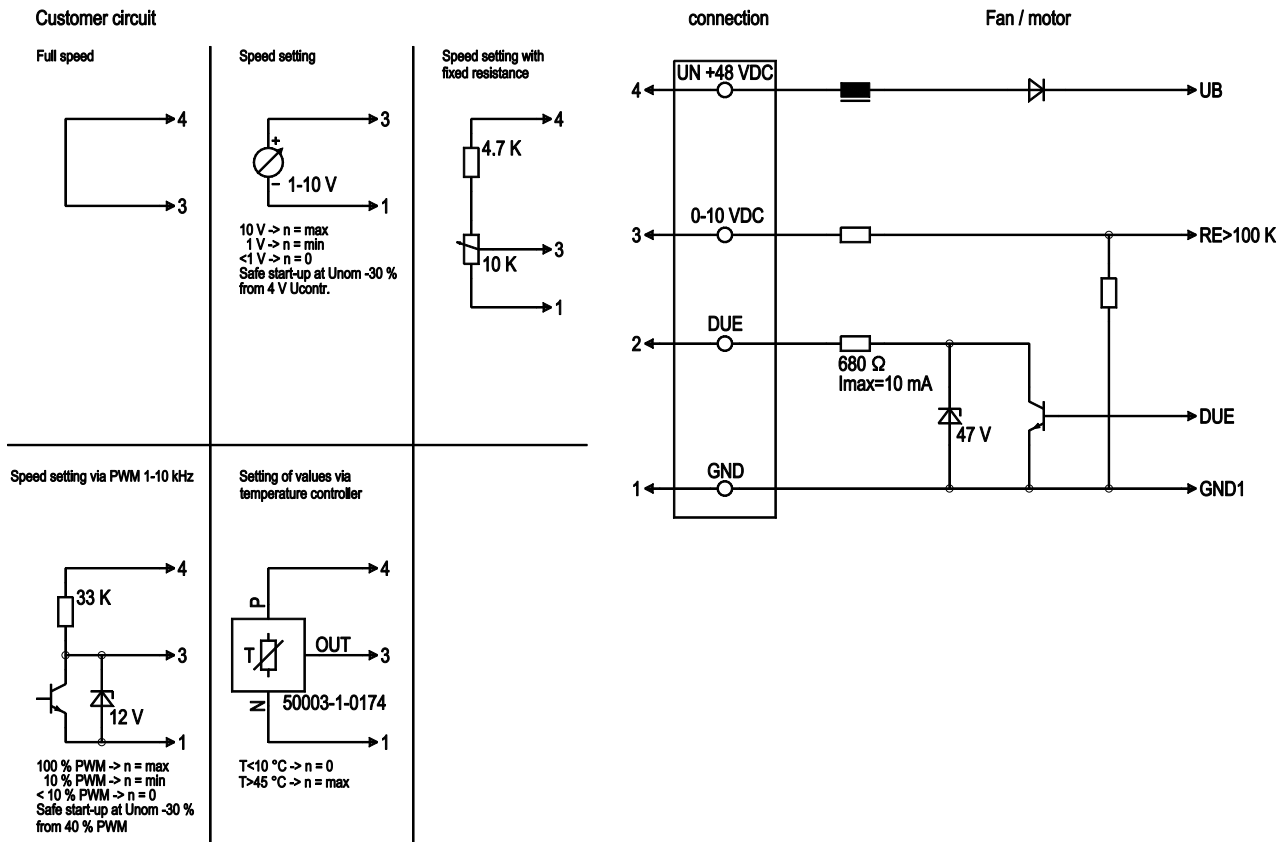 Customer circuit
Full speed
4
3
Speed setting
3
+
− 1-10 V
1
10 V -> n = max
1 V -> n = min
<1 V -> n = 0
Safe start-up at Unom -30 %
from 4 V Ucontr.
Speed setting with
fixed resistance
4
4.7 K
3
10 K
1
Speed setting via PWM 1-10 kHz
4
33 K
3
12 V
1
100 % PWM -> n = max
10 % PWM -> n = min
< 10 % PWM -> n = 0
Safe start-up at Unom -30 %
from 40 % PWM
Setting of values via
temperature controller
4
P
T
OUT
3
N
50003-1-0174
1
T<10 °C -> n = 0
T>45 °C -> n = max
connection
Fan / motor
UN +48 VDC
4
UB
0-10 VDC
3
RE>100 K
DUE
2
680 Ω
Imax=10 mA
47 V
DUE
GND
1
GND1